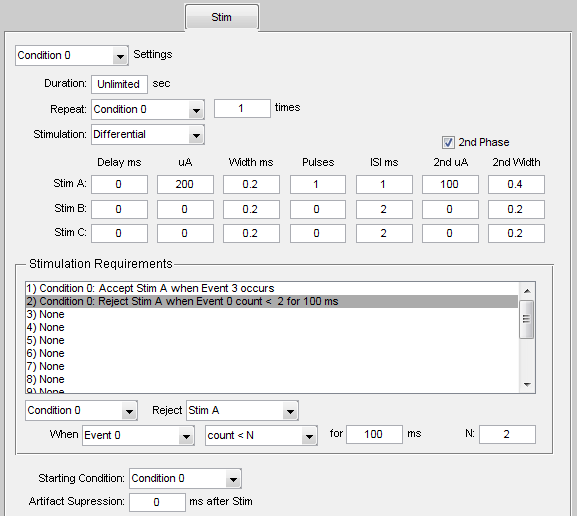 Stim
Condition 0 Settings
Duration: Unlimited sec
Repeat: Condition 0 1 times
Stimulation: Differential
2nd Phase
Delay ms uA Width ms Pulses ISI ms 2nd uA 2nd Width
Stim A: 0 200 0.2 1 1 100 0.4
Stim B: 0 0 0.2 0 2 0 0.2
Stim C: 0 0 0.2 0 2 0 0.2
Stimulation Requirements
1) Condition 0: Accept Stim A when Event 3 occurs
2) Condition 0: Reject Stim A when Event 0 count < 2 for 100 ms
3) None
4) None
5) None
6) None
7) None
8) None
9) None
Condition 0 Reject Stim A
When Event 0 count < N for 100 ms N: 2
Starting Condition: Condition 0
Artifact Supression: 0 ms after Stim